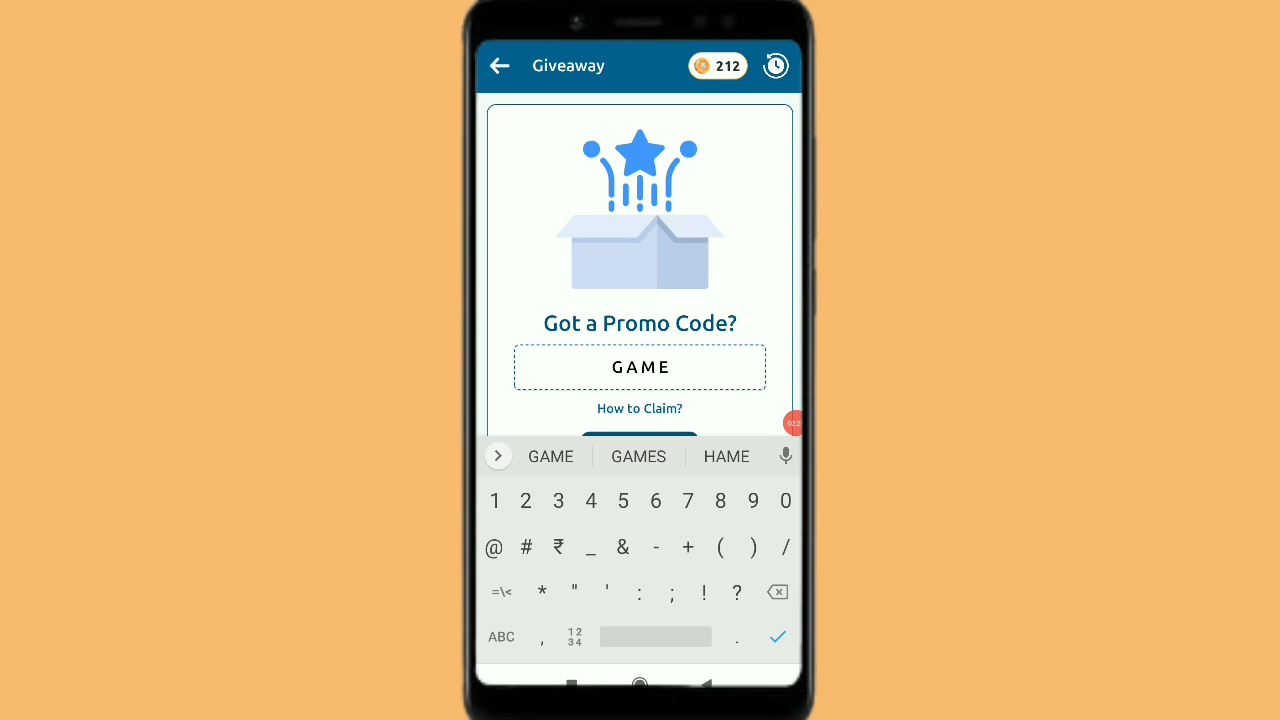 Giveaway 212
Got a Promo Code?
GAME
How to Claim?
GAME GAMES HAME
1 2 3 4 5 6 7 8 9 0
@ # ₹ _ & - + ( ) /
=\< * " ' : ; ! ?
ABC , 12 34 .